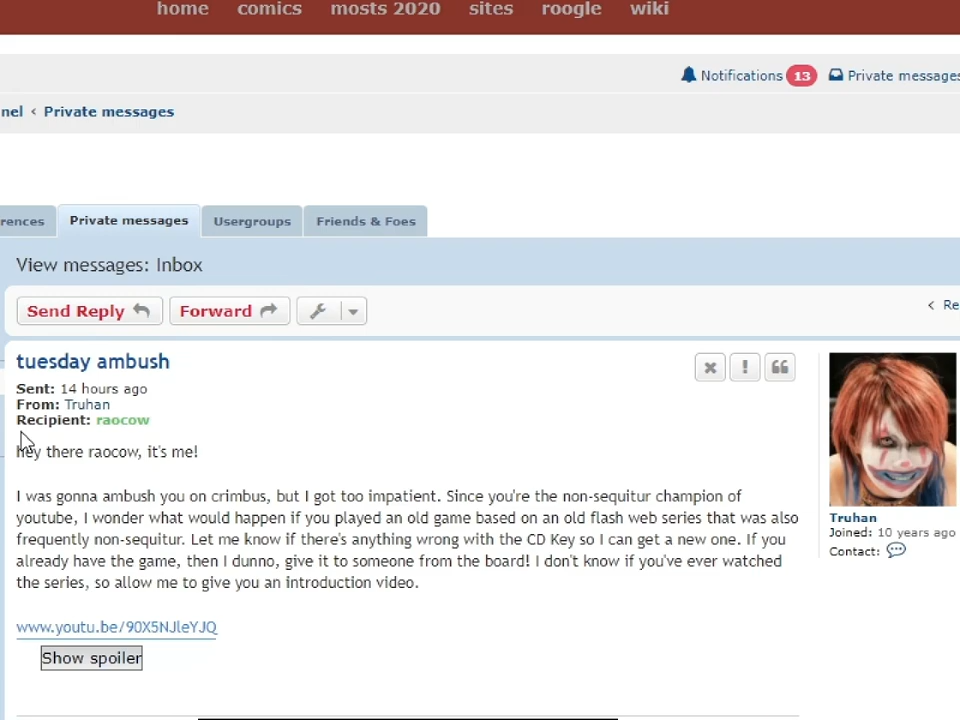 home comics mosts 2020 sites roogle wiki
Notifications 13 Private messages
nel ‹ Private messages
rences Private messages Usergroups Friends & Foes
View messages: Inbox
Send Reply Forward
‹ Re
tuesday ambush
Sent: 14 hours ago
From: Truhan
Recipient: raocow
hey there raocow, it's me!
I was gonna ambush you on crimbus, but I got too impatient. Since you're the non-sequitur champion of
youtube, I wonder what would happen if you played an old game based on an old flash web series that was also
frequently non-sequitur. Let me know if there's anything wrong with the CD Key so I can get a new one. If you
already have the game, then I dunno, give it to someone from the board! I don't know if you've ever watched
the series, so allow me to give you an introduction video.
www.youtu.be/90X5NJleYJQ
Show spoiler
Truhan
Joined: 10 years ago
Contact: